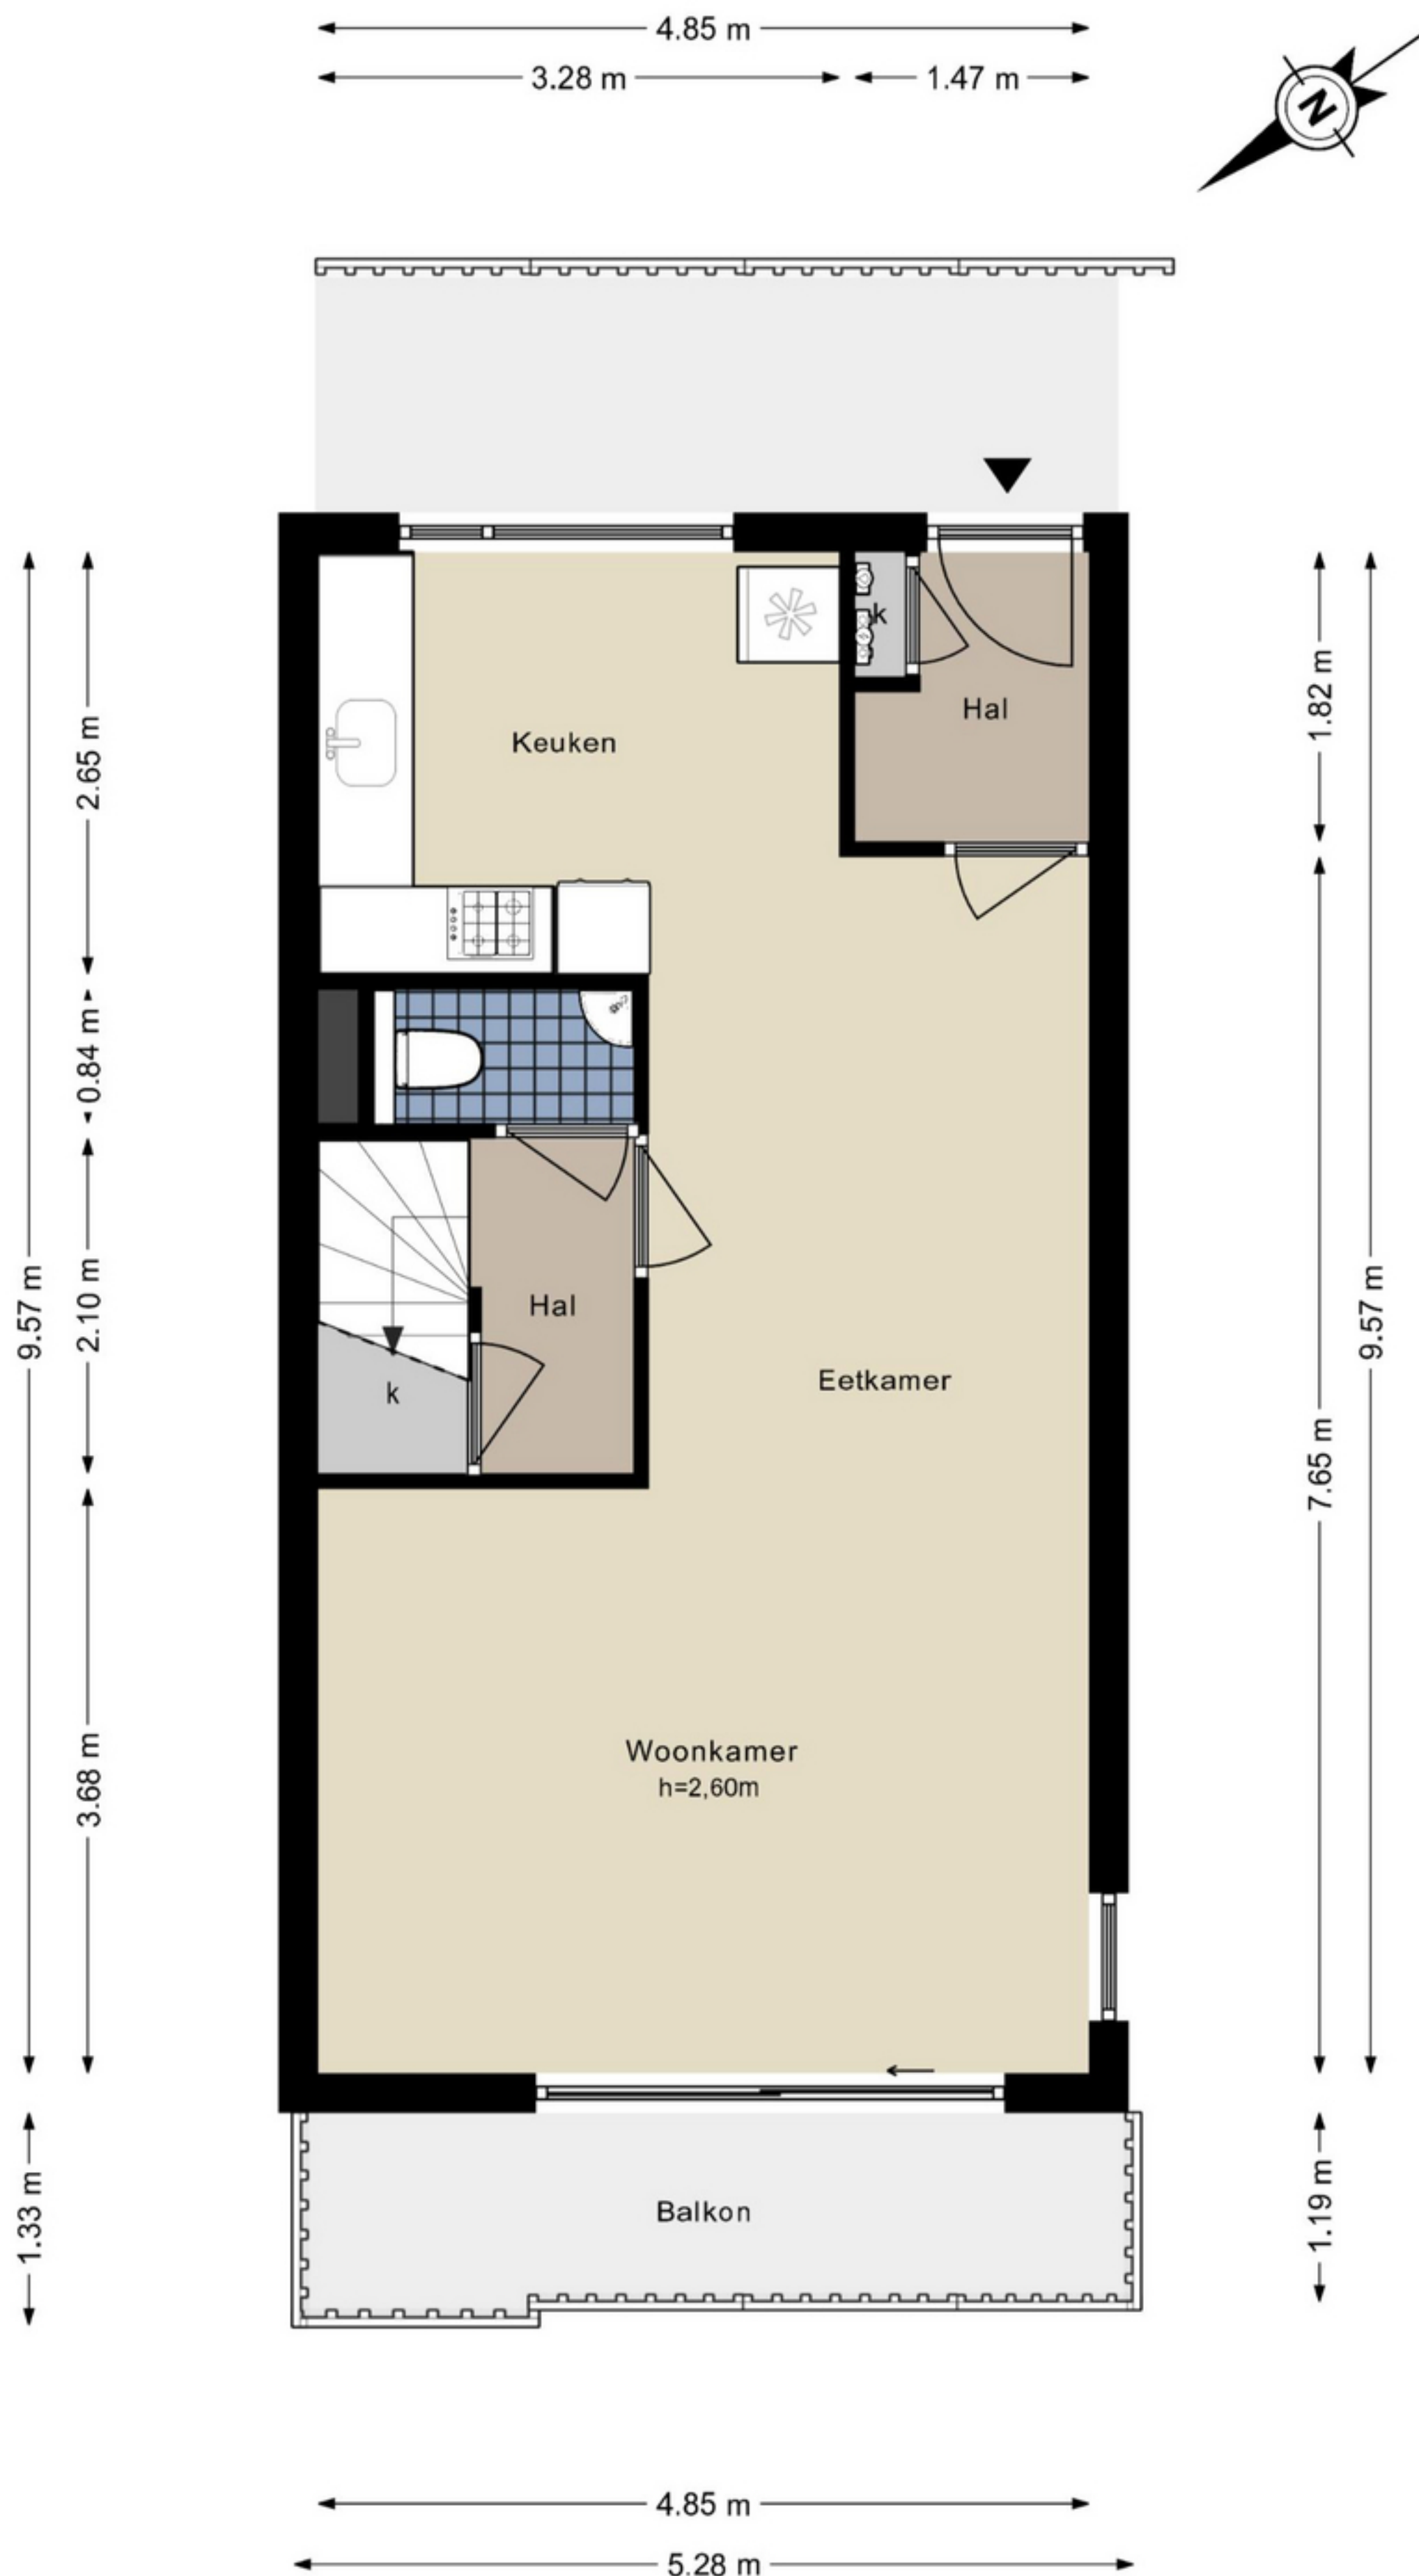 4.85 m
3.28 m
1.47 m
N
k
Hal
Keuken
1.82 m
2.65 m
0.84 m
9.57 m
2.10 m
Hal
k
Eetkamer
9.57 m
7.65 m
3.68 m
Woonkamer
h=2,60m
1.33 m
Balkon
1.19 m
4.85 m
5.28 m